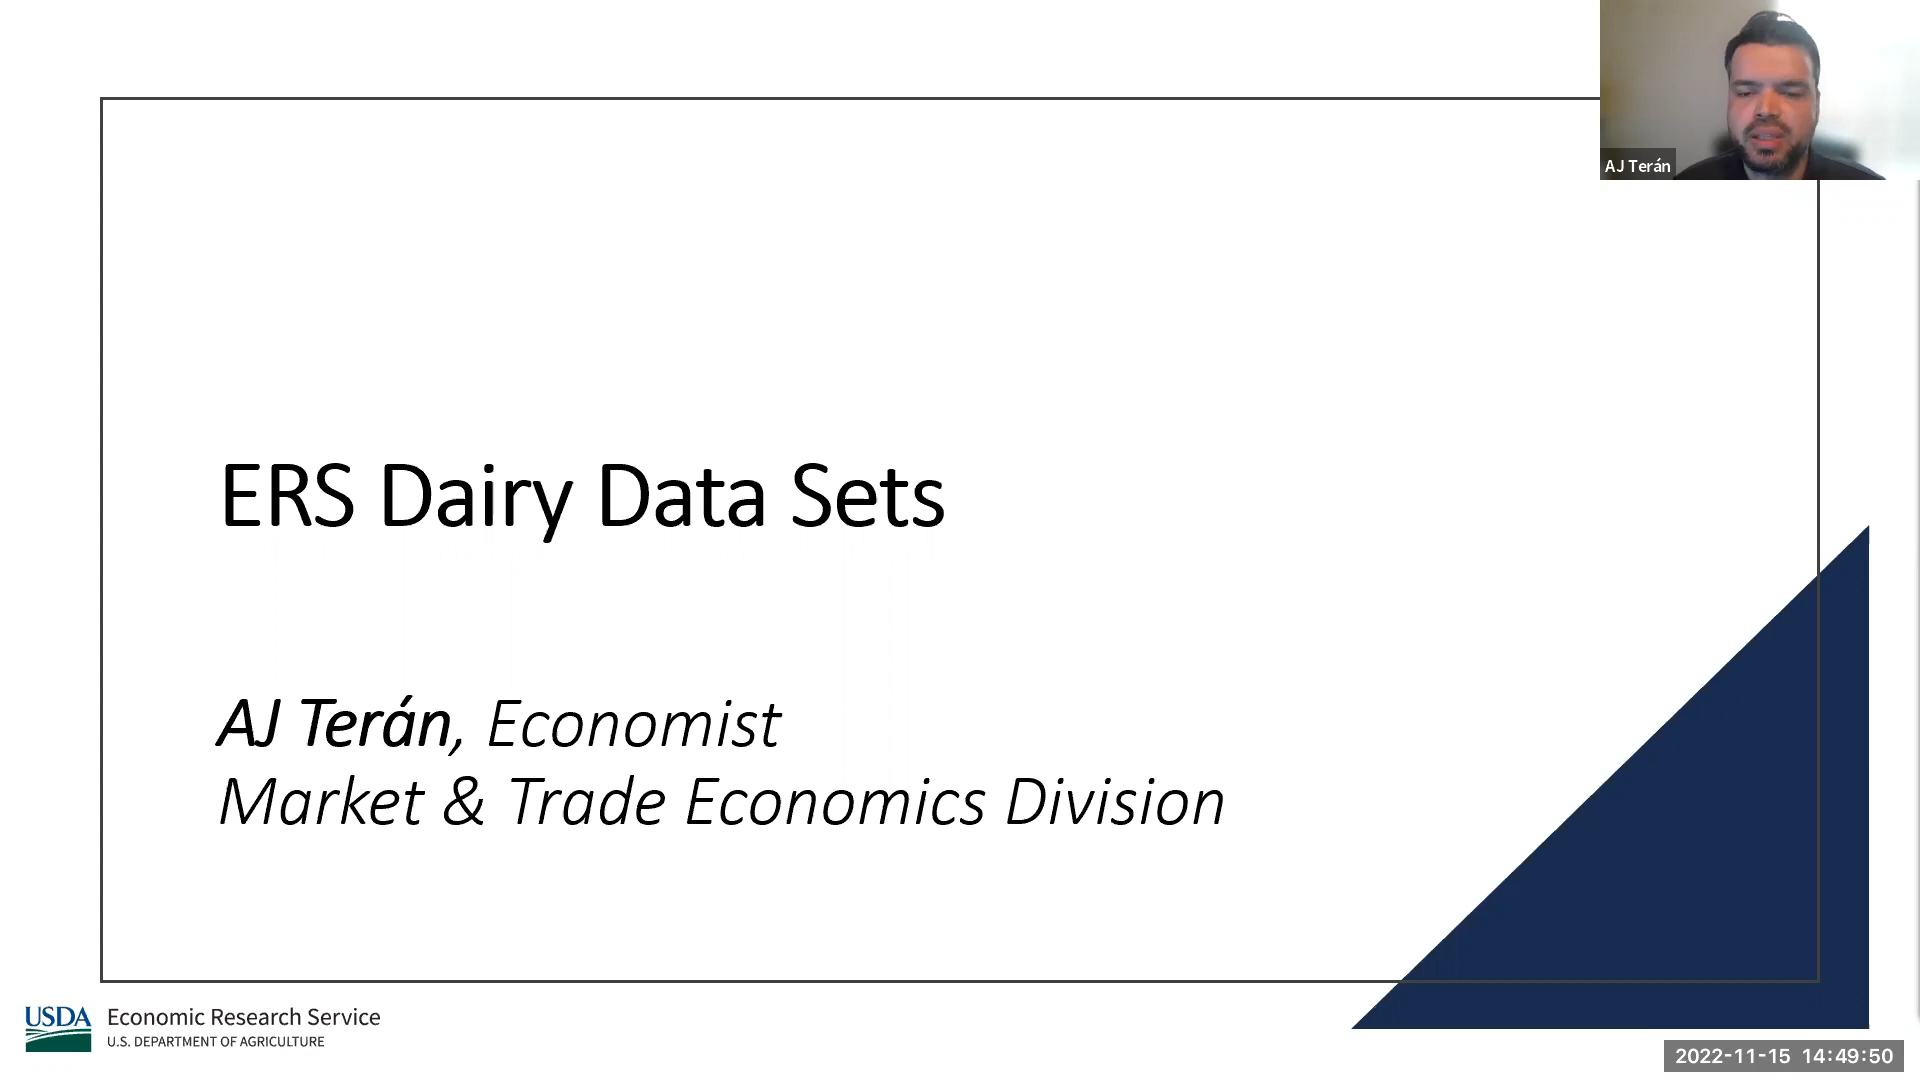 AJ Terán
ERS Dairy Data Sets
AJ Terán, Economist
Market & Trade Economics Division
USDA
Economic Research Service
U.S. DEPARTMENT OF AGRICULTURE
2022-11-15 14:49:50